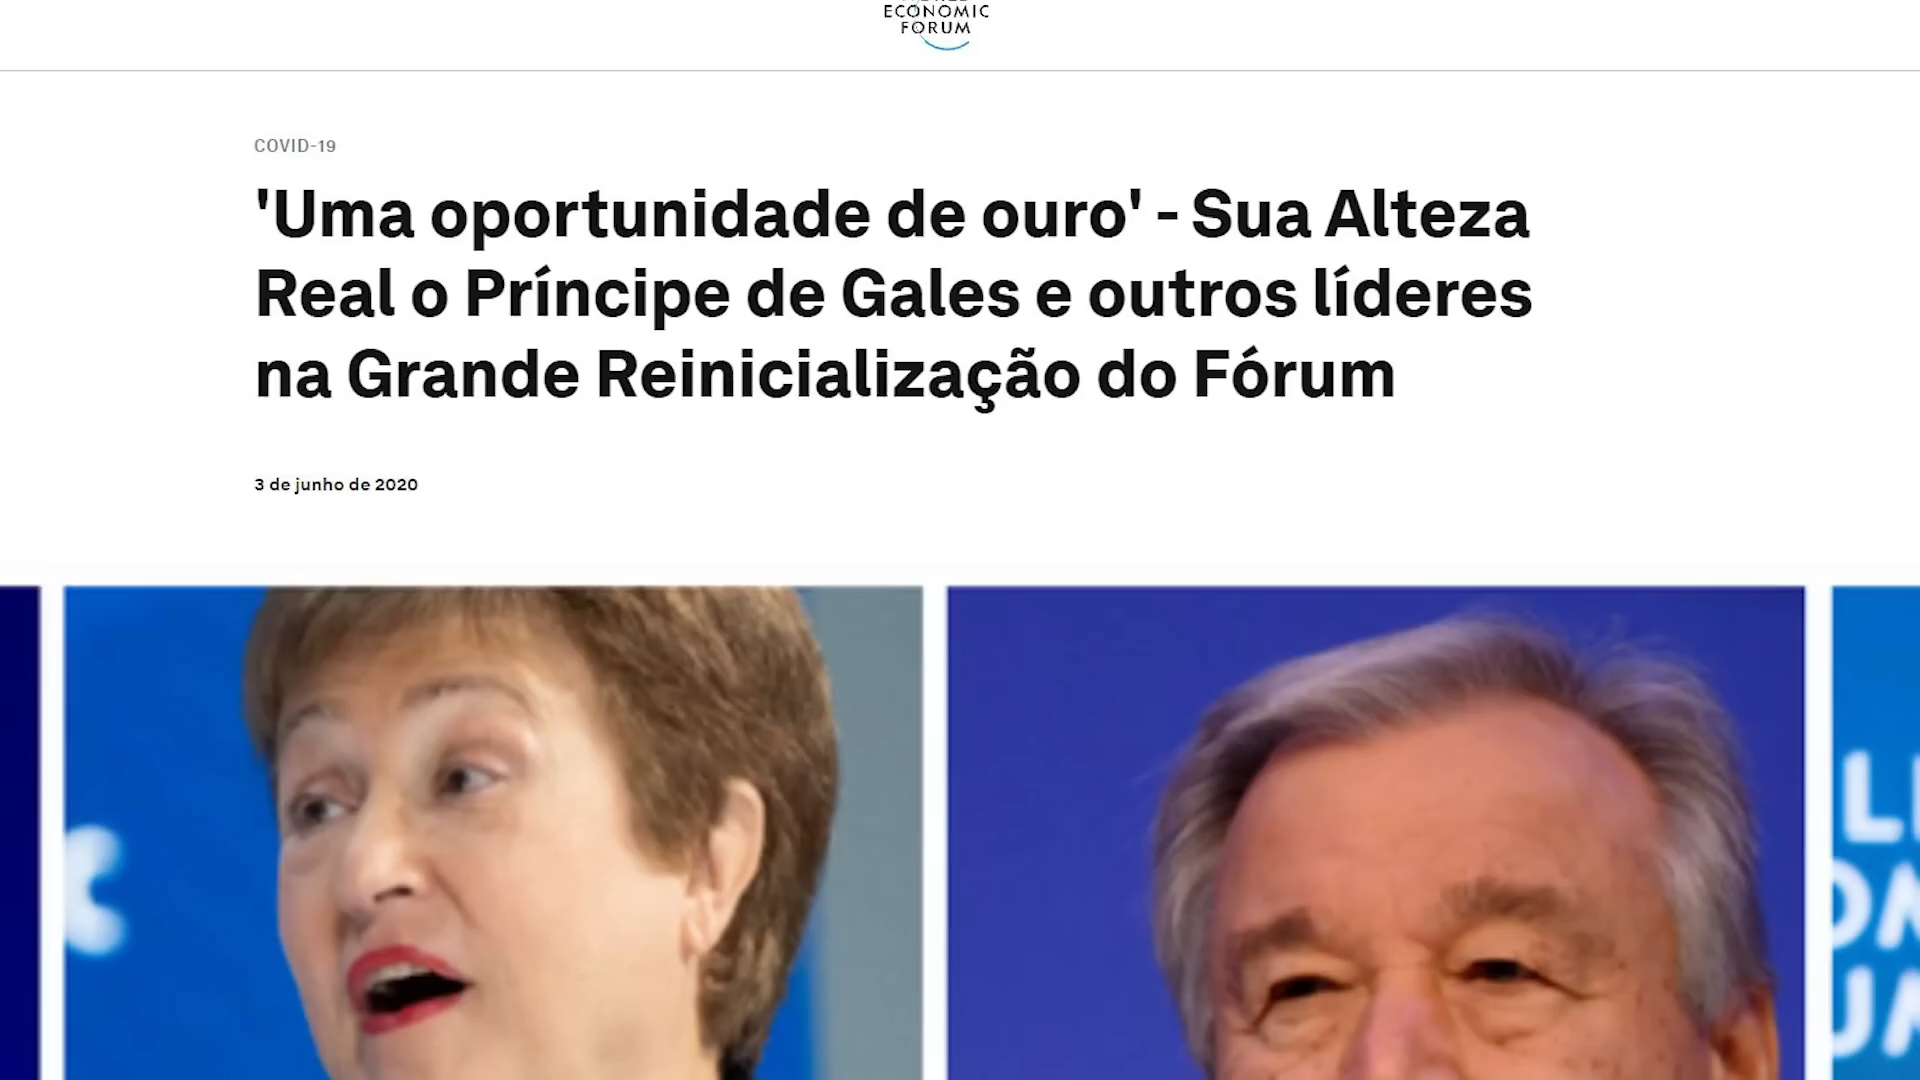 ECONOMIC
FORUM
COVID-19
'Uma oportunidade de ouro' - Sua Alteza
Real o Príncipe de Gales e outros líderes
na Grande Reinicialização do Fórum
3 de junho de 2020